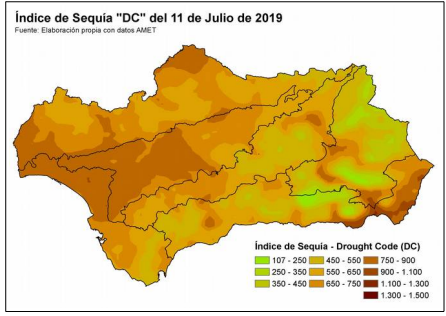 Índice de Sequía "DC" del 11 de Julio de 2019
Fuente: Elaboración propia con datos AMET
Índice de Sequía - Drought Code (DC)
107 - 250 450 - 550 750 - 900
250 - 350 550 - 650 900 - 1.100
350 - 450 650 - 750 1.100 - 1.300
1.300 - 1.500